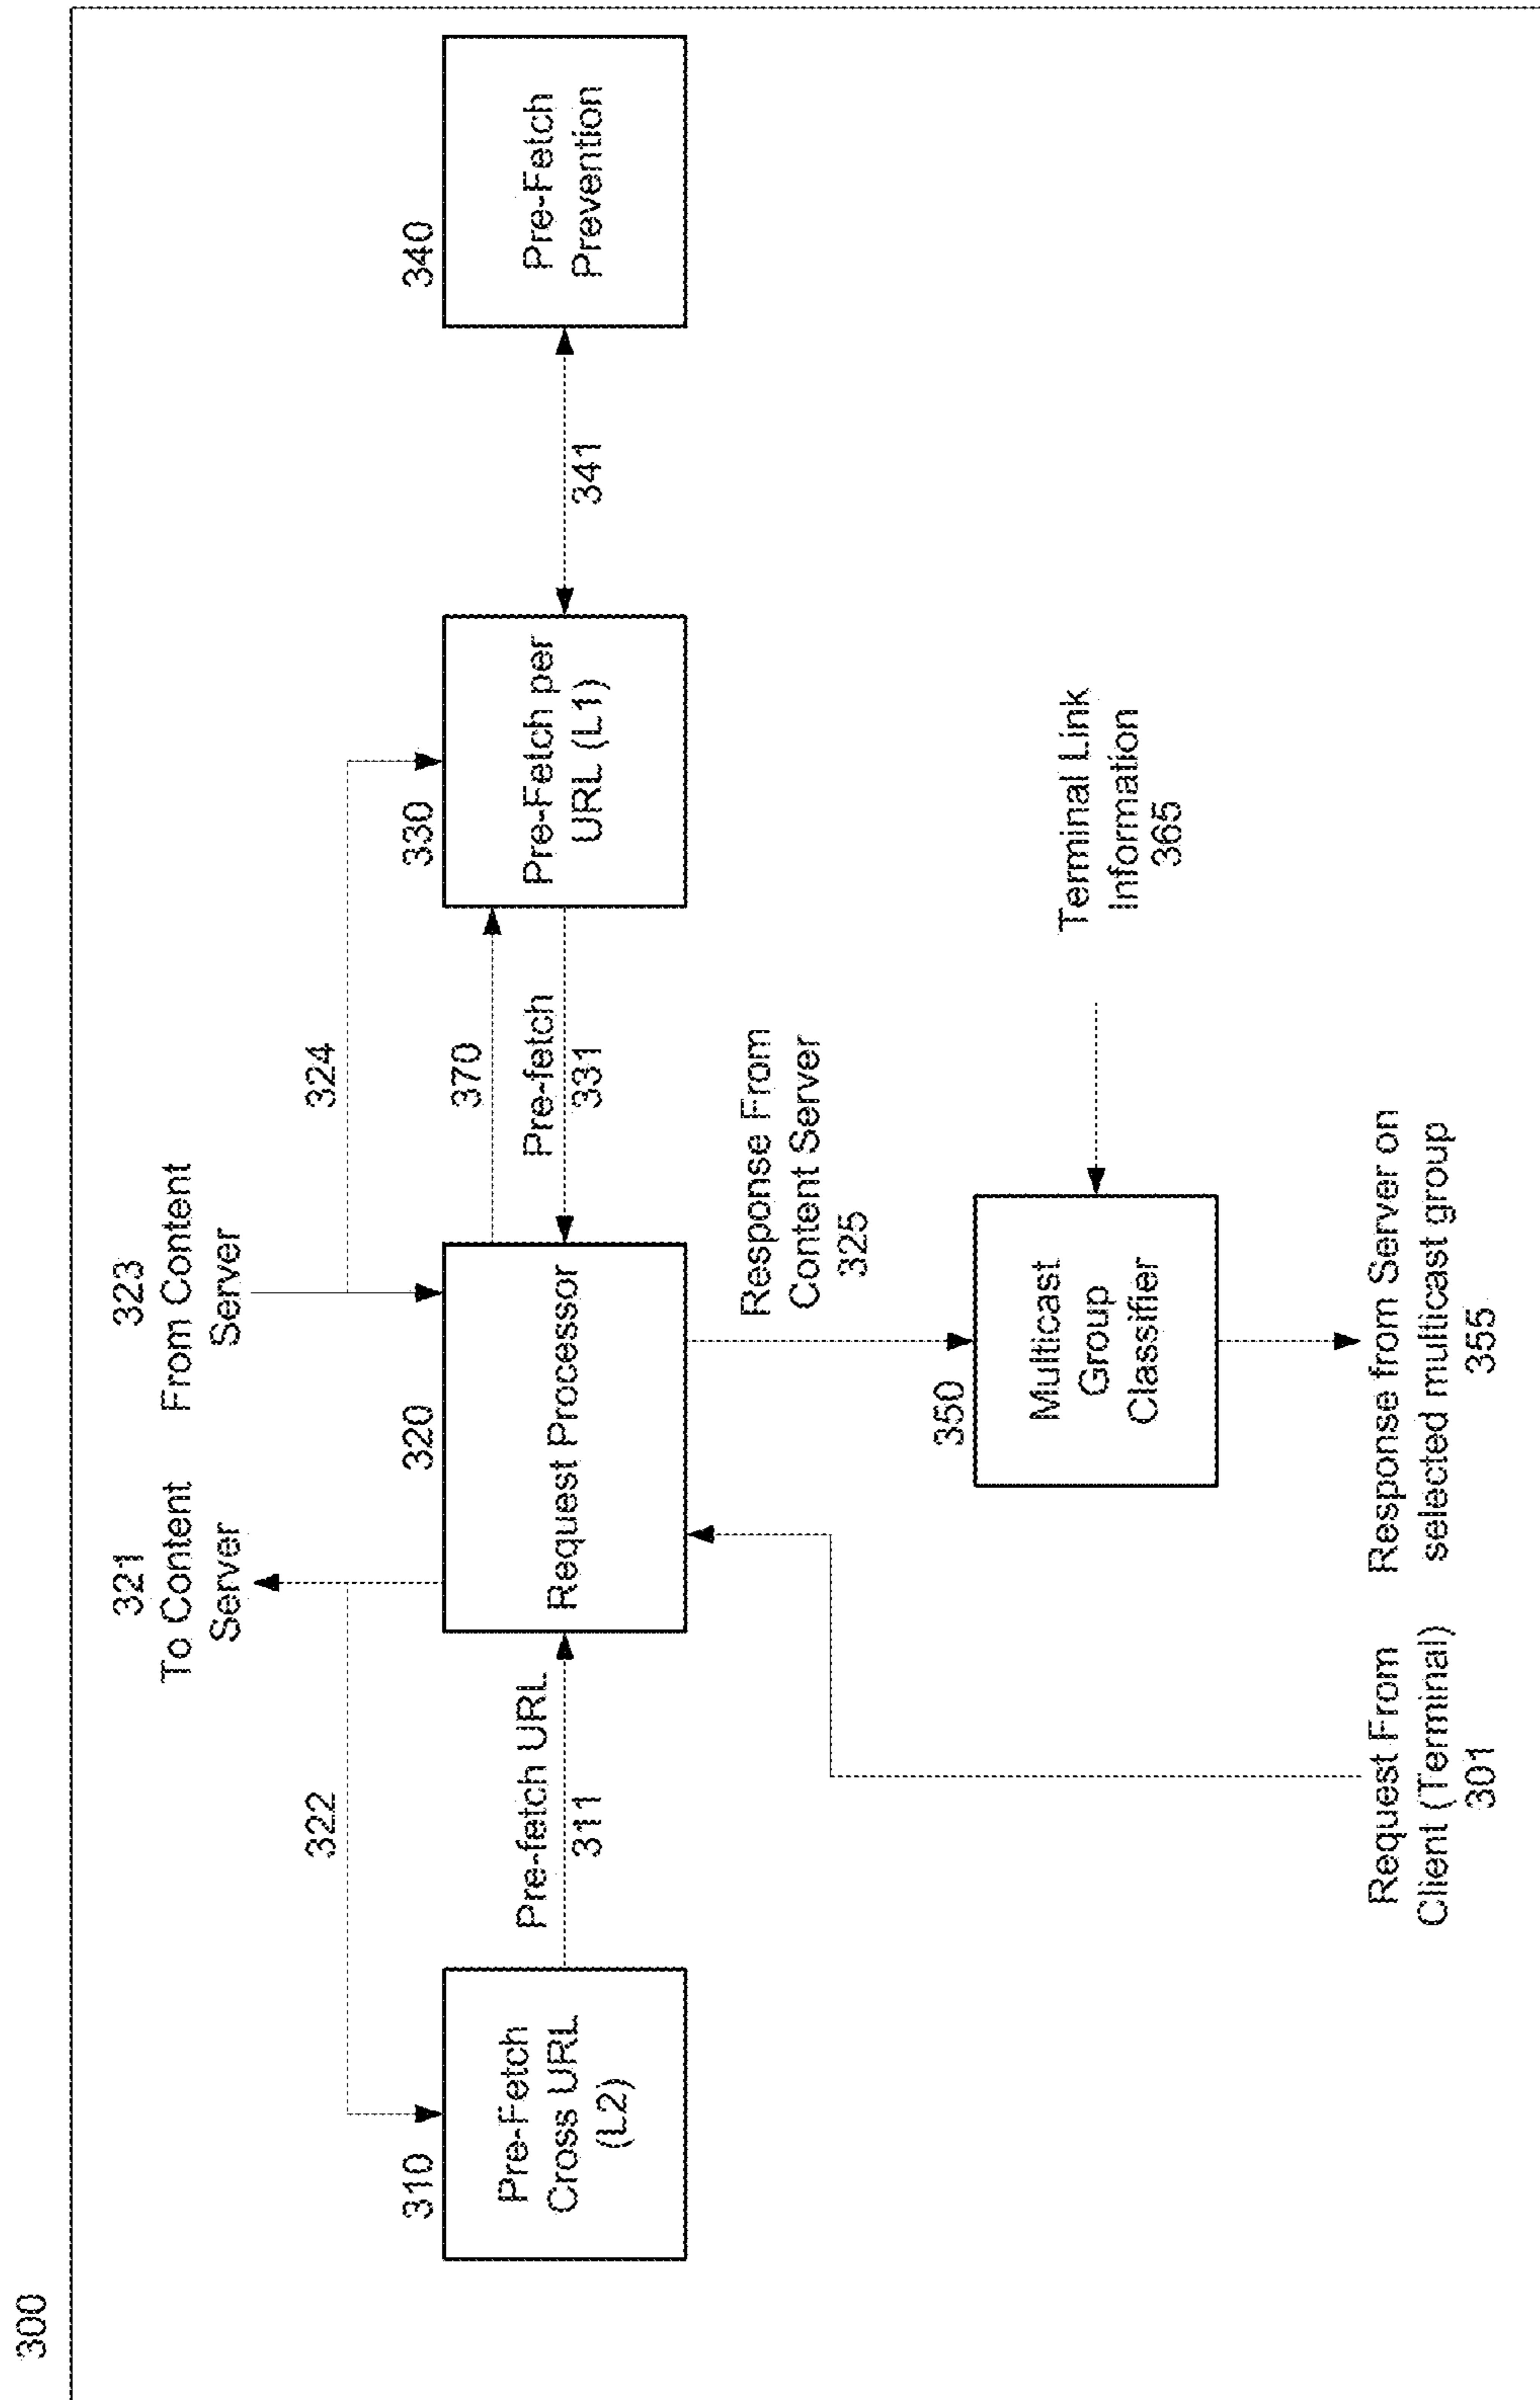 300
321
To Content
Server
323
From Content
Server
322
324
310
Pre-Fetch
Cross URL
(L2)
Pre-fetch URL
311
320
Request Processor
370
Pre-fetch
331
330
Pre-Fetch per
URL (L1)
341
340
Pre-Fetch
Prevention
Response From
Content Server
325
350
Multicast
Group
Classifier
Terminal Link
Information
365
Request From
Client (Terminal)
301
Response from Server on
selected multicast group
355